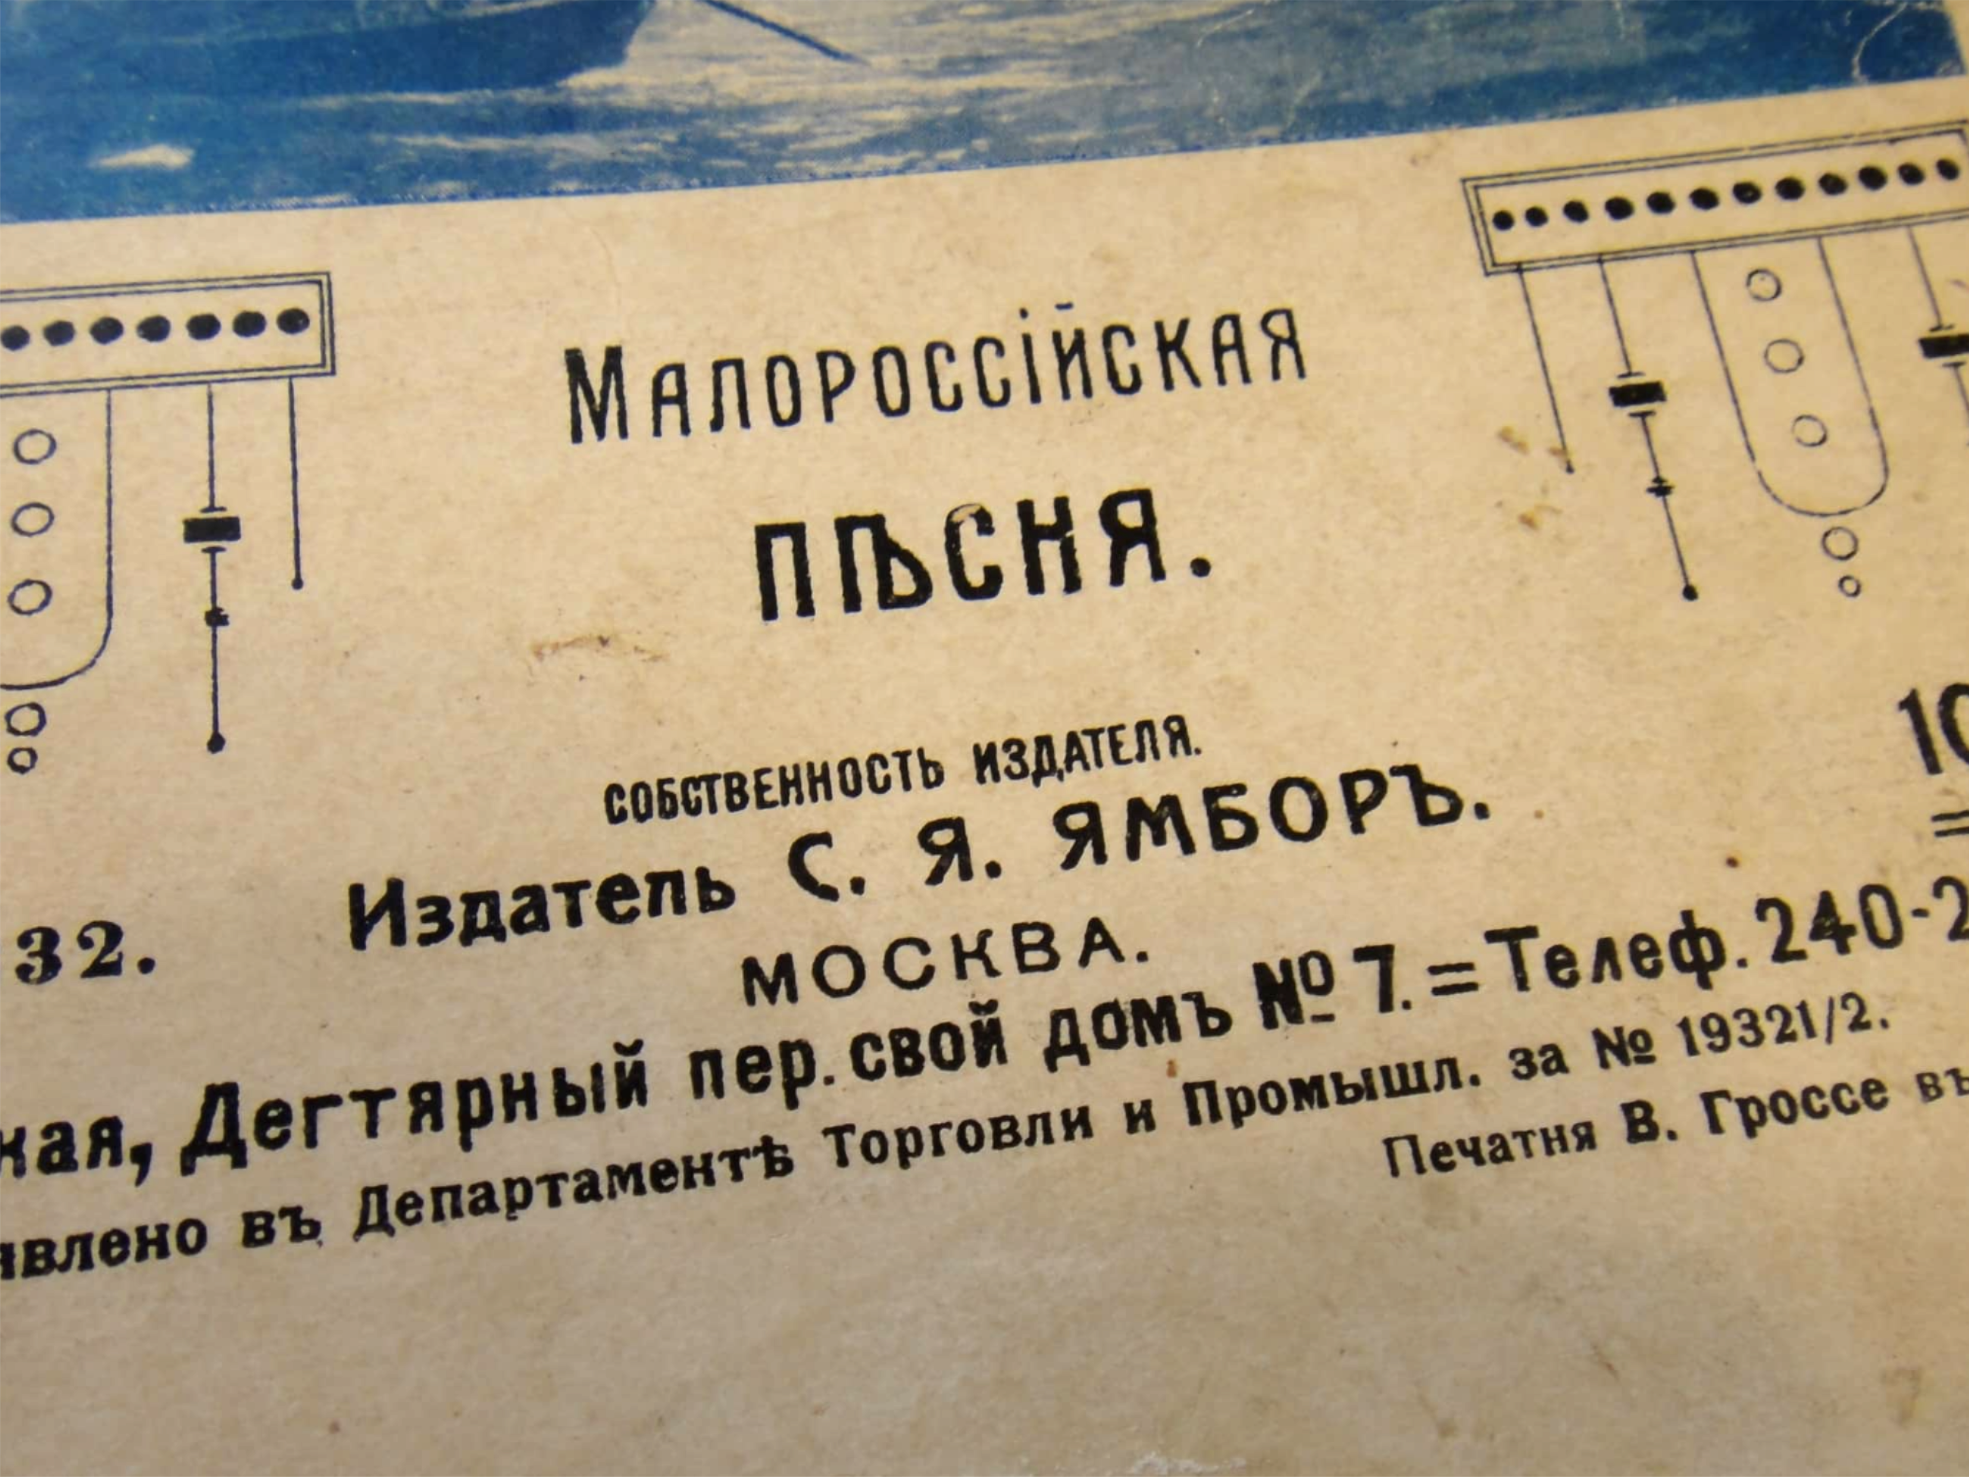 Малороссійская
ПѢСНЯ.
СОБСТВЕННОСТЬ ИЗДАТЕЛЯ.
32. Издатель С. Я. ЯМБОРЪ. 10
МОСКВА.
кая, Дегтярный пер. свой домъ № 7. = Телеф. 240-2
явлено въ Департаментѣ Торговли и Промышл. за № 19321/2.
Печатня В. Гроссе въ